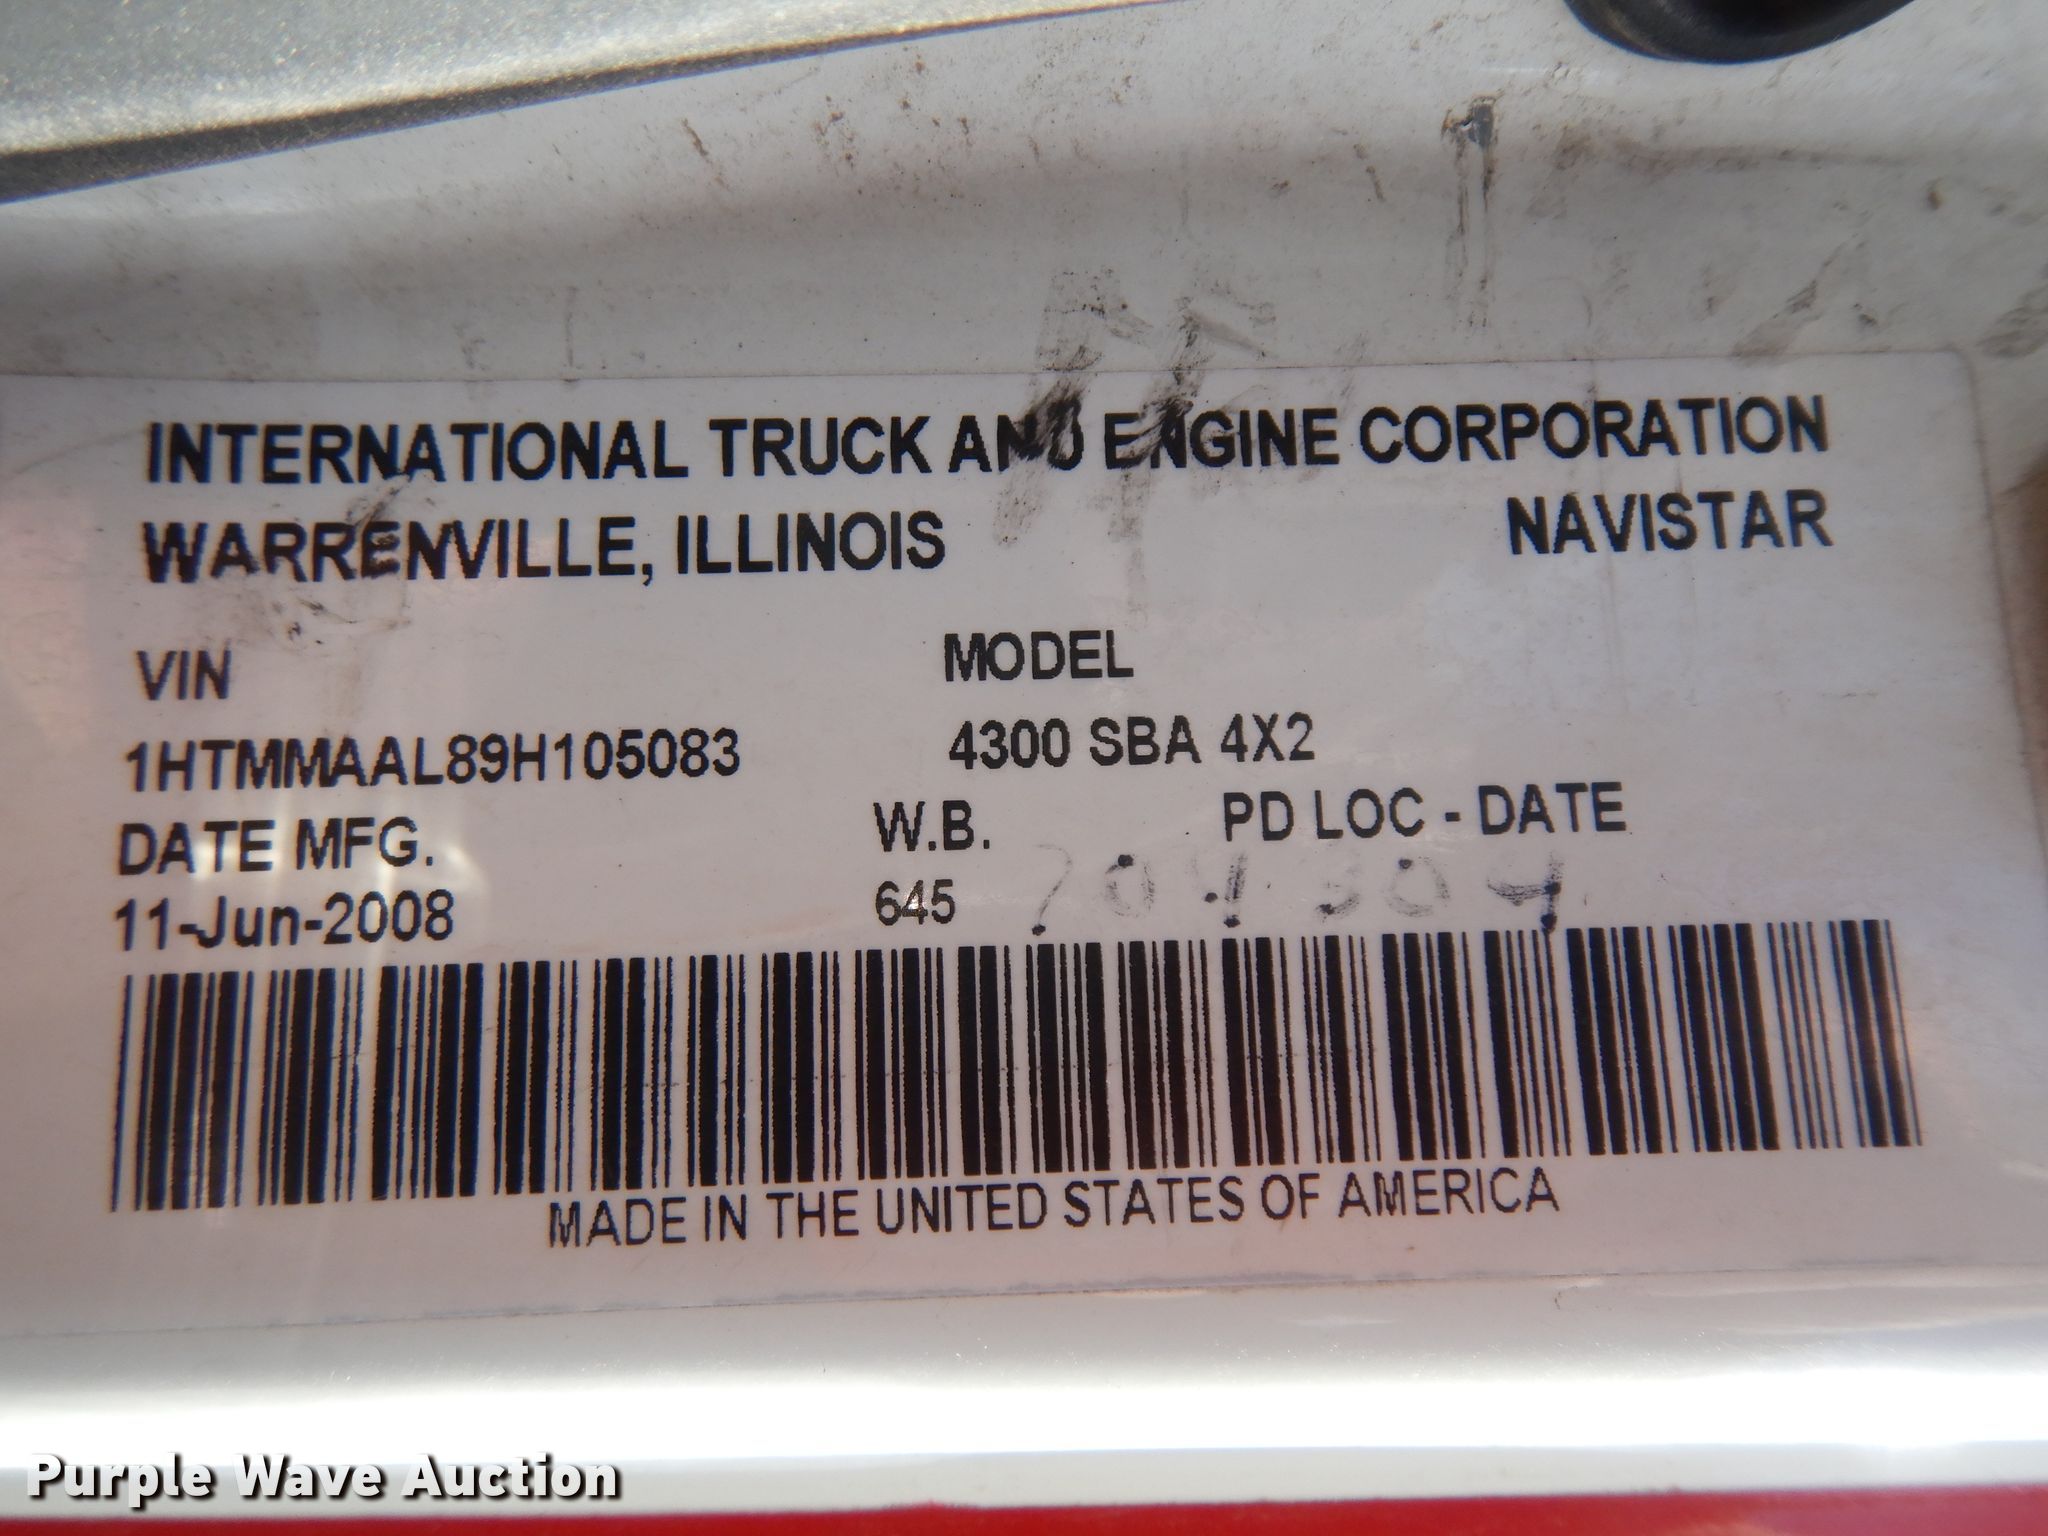 INTERNATIONAL TRUCK AND ENGINE CORPORATION
WARRENVILLE, ILLINOIS NAVISTAR
VIN MODEL
1HTMMAAL89H105083 4300 SBA 4X2
DATE MFG. W.B. PD LOC - DATE
11-Jun-2008 645
MADE IN THE UNITED STATES OF AMERICA
Purple Wave Auction